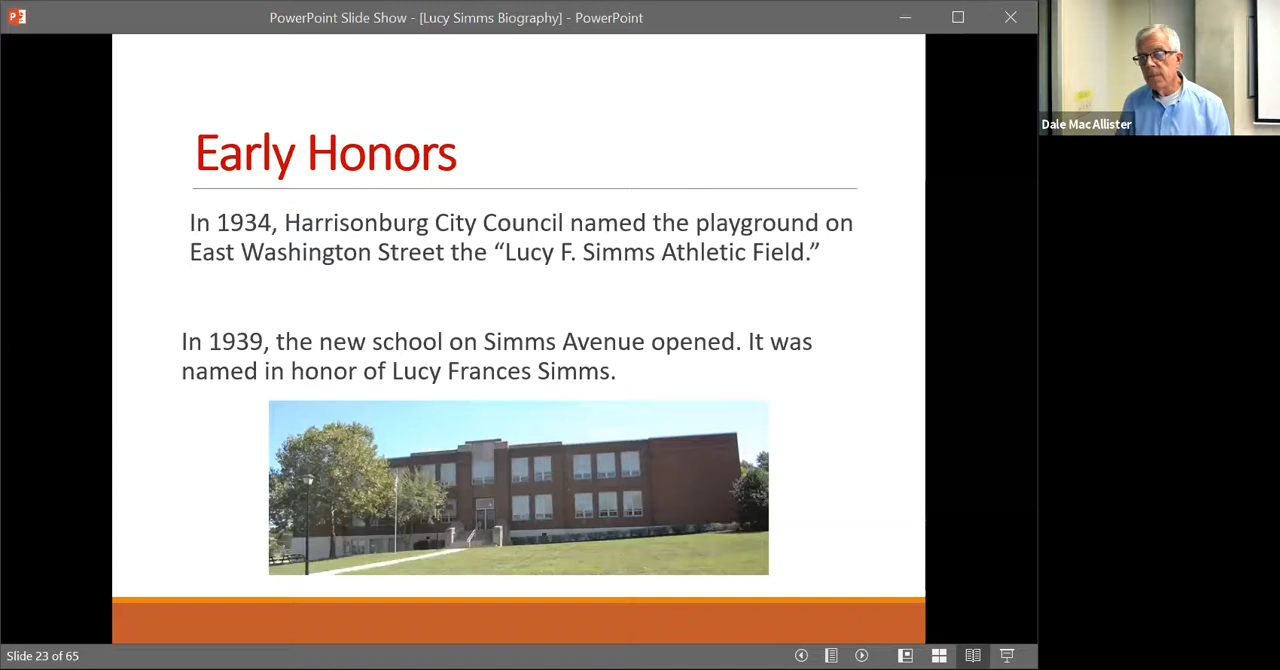 PowerPoint Slide Show - [Lucy Simms Biography] - PowerPoint
Dale Mac Allister
Early Honors
In 1934, Harrisonburg City Council named the playground on
East Washington Street the “Lucy F. Simms Athletic Field.”
In 1939, the new school on Simms Avenue opened. It was
named in honor of Lucy Frances Simms.
Slide 23 of 65